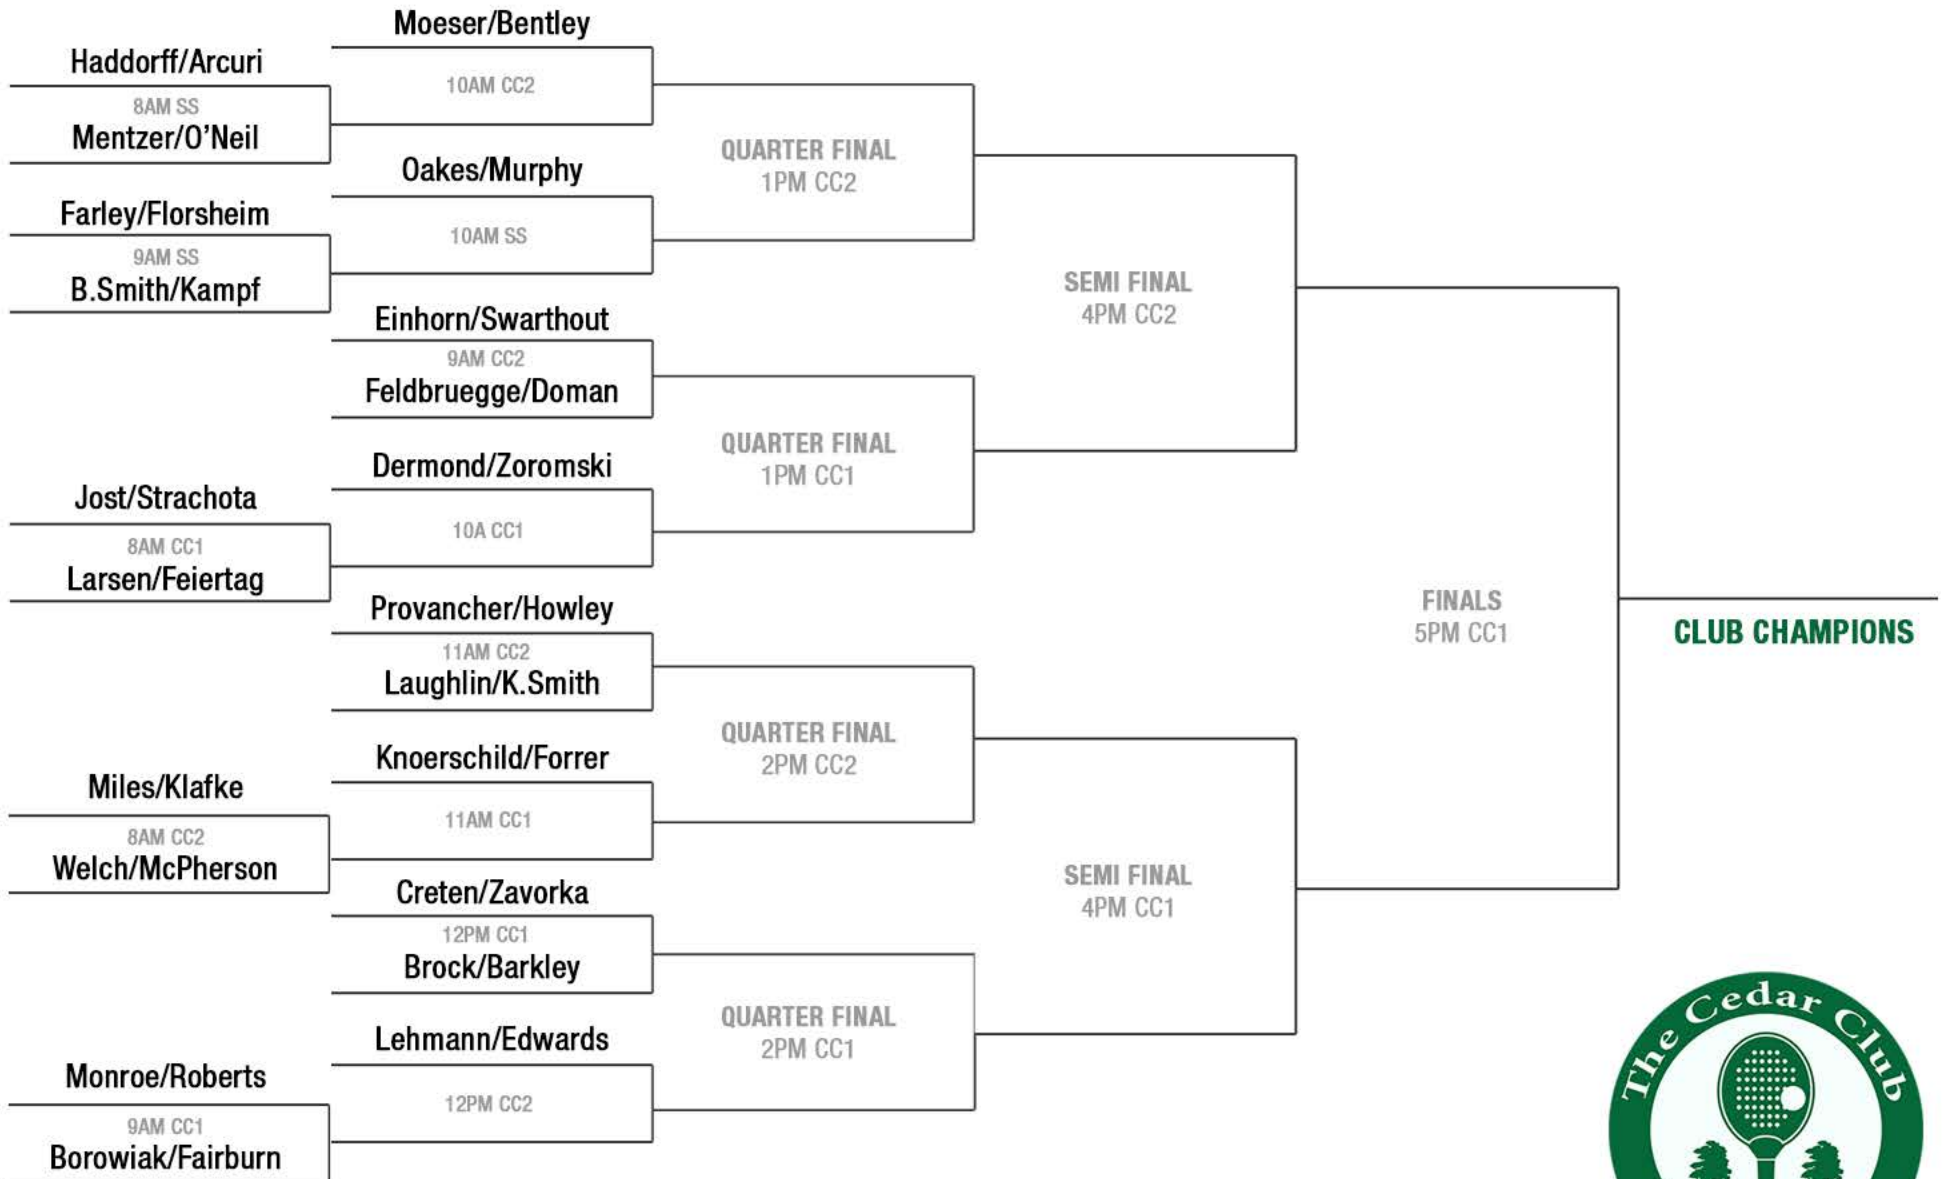 Haddorff/Arcuri
8AM SS
Mentzer/O'Neil
Farley/Florsheim
9AM SS
B.Smith/Kampf
Jost/Strachota
8AM CC1
Larsen/Feiertag
Miles/Klafke
8AM CC2
Welch/McPherson
Monroe/Roberts
9AM CC1
Borowiak/Fairburn
Moeser/Bentley
10AM CC2
Oakes/Murphy
10AM SS
Einhorn/Swarthout
9AM CC2
Feldbruegge/Doman
Dermond/Zoromski
10A CC1
Provancher/Howley
11AM CC2
Laughlin/K.Smith
Knoerschild/Forrer
11AM CC1
Creten/Zavorka
12PM CC1
Brock/Barkley
Lehmann/Edwards
12PM CC2
QUARTER FINAL
1PM CC2
QUARTER FINAL
1PM CC1
QUARTER FINAL
2PM CC2
QUARTER FINAL
2PM CC1
SEMI FINAL
4PM CC2
SEMI FINAL
4PM CC1
FINALS
5PM CC1
CLUB CHAMPIONS
The Cedar Club